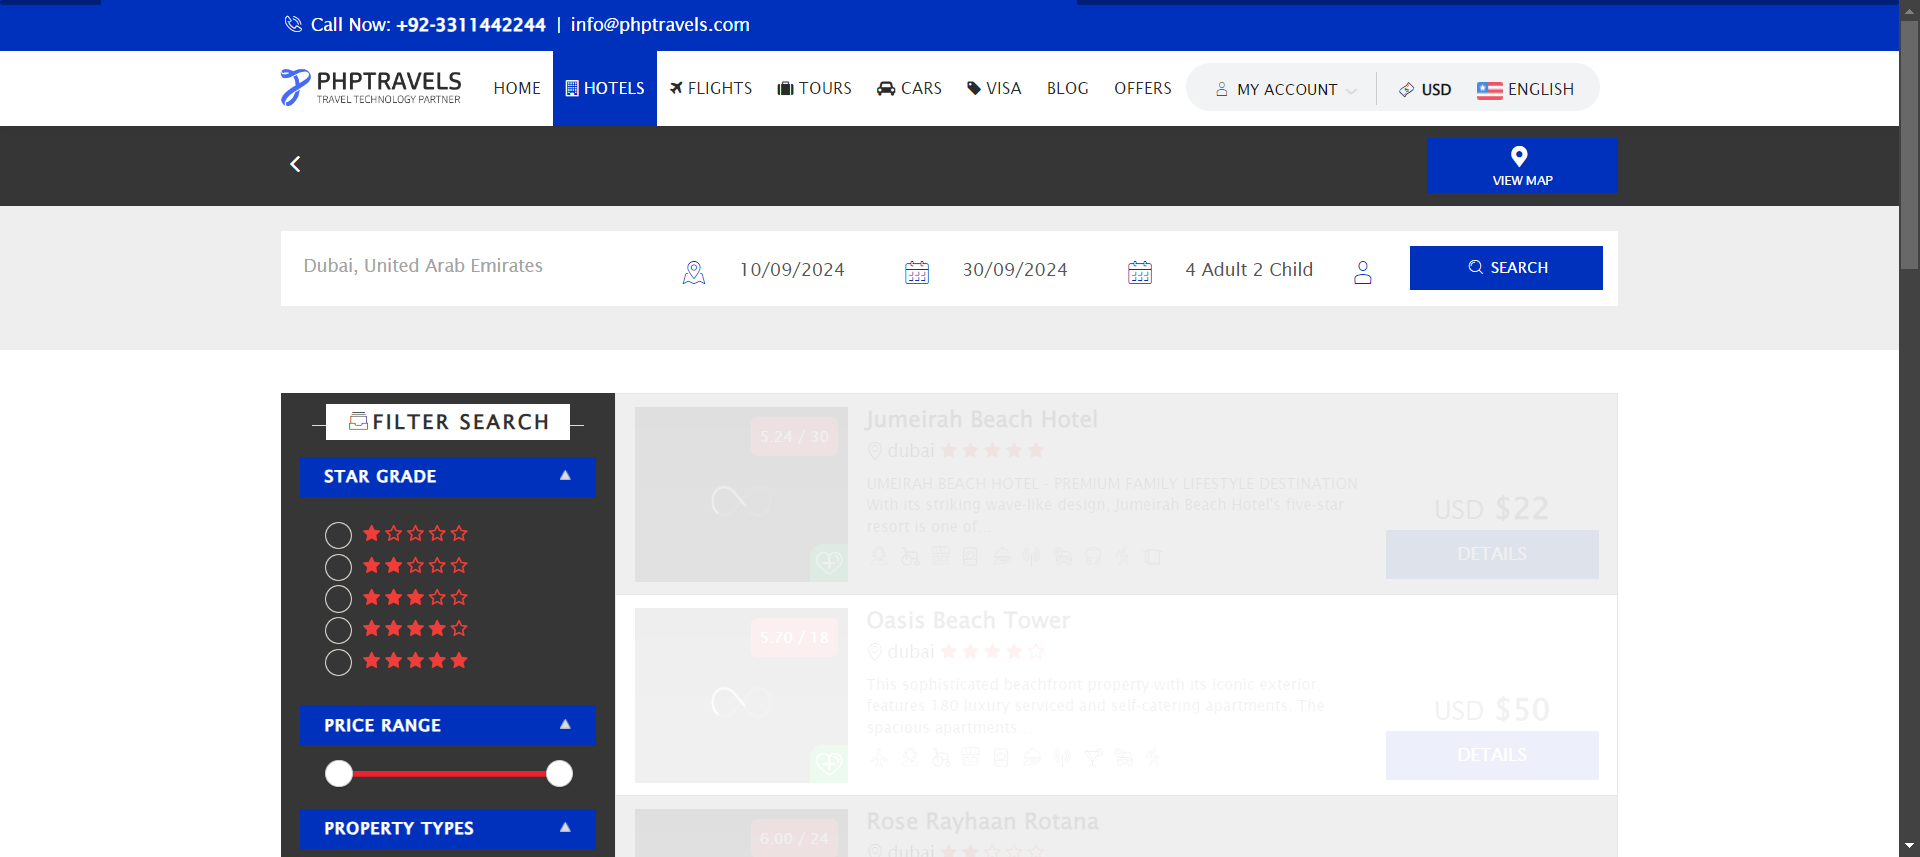 Call Now: +92-3311442244 | info@phptravels.com
PHPTRAVELS
TRAVEL TECHNOLOGY PARTNER
HOME HOTELS FLIGHTS TOURS CARS VISA BLOG OFFERS MY ACCOUNT USD ENGLISH
VIEW MAP
Dubai, United Arab Emirates 10/09/2024 30/09/2024 4 Adult 2 Child SEARCH
FILTER SEARCH
STAR GRADE
PRICE RANGE
PROPERTY TYPES
5.24 / 30
Jumeirah Beach Hotel
dubai
UMEIRAH BEACH HOTEL - PREMIUM FAMILY LIFESTYLE DESTINATION
With its striking wave-like design, Jumeirah Beach Hotel's five-star
resort is one of...
USD $22
DETAILS
5.70 / 18
Oasis Beach Tower
dubai
This sophisticated beachfront property with its iconic exterior,
features 180 luxury serviced and self-catering apartments. The
spacious apartments ...
USD $50
DETAILS
6.00 / 24
Rose Rayhaan Rotana
dubai